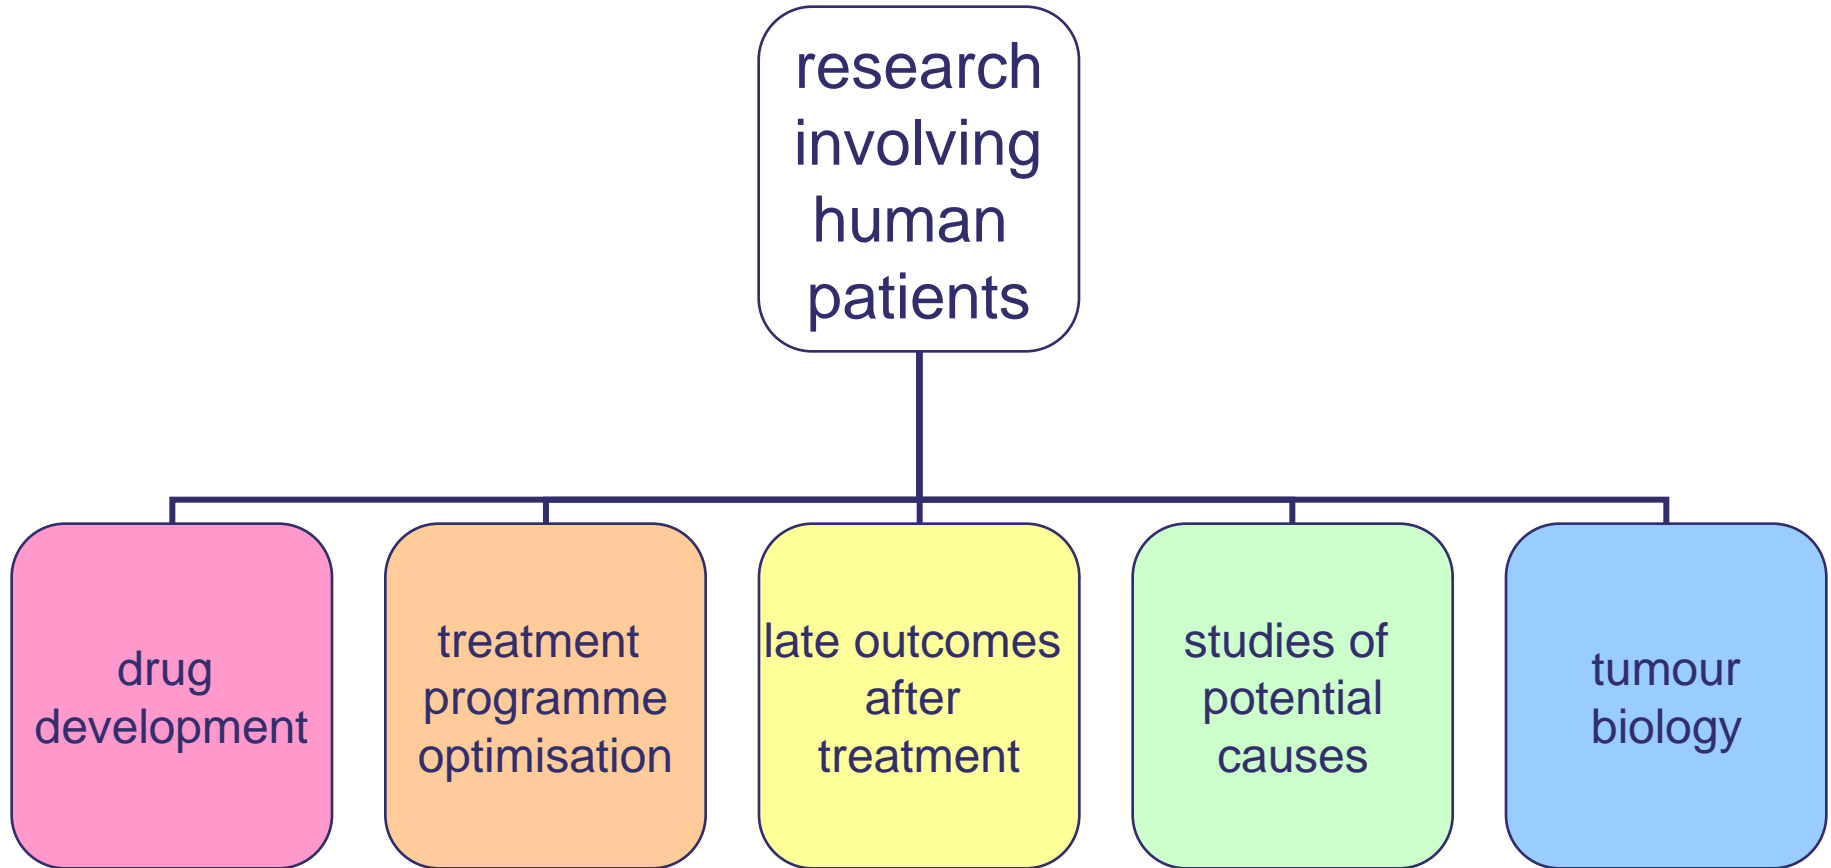 research
involving
human
patients
drug
development
treatment
programme
optimisation
late outcomes
after
treatment
studies of
potential
causes
tumour
biology